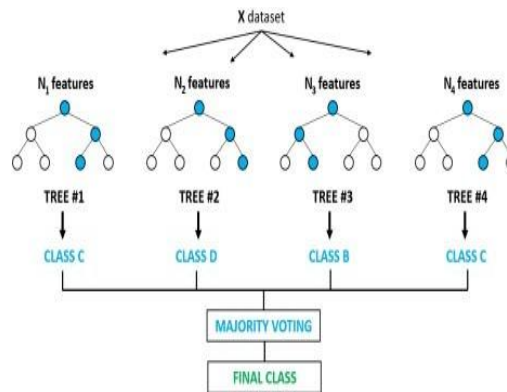 X dataset
N₁ features N₂ features N₃ features N₄ features
TREE #1 TREE #2 TREE #3 TREE #4
CLASS C CLASS D CLASS B CLASS C
MAJORITY VOTING
FINAL CLASS